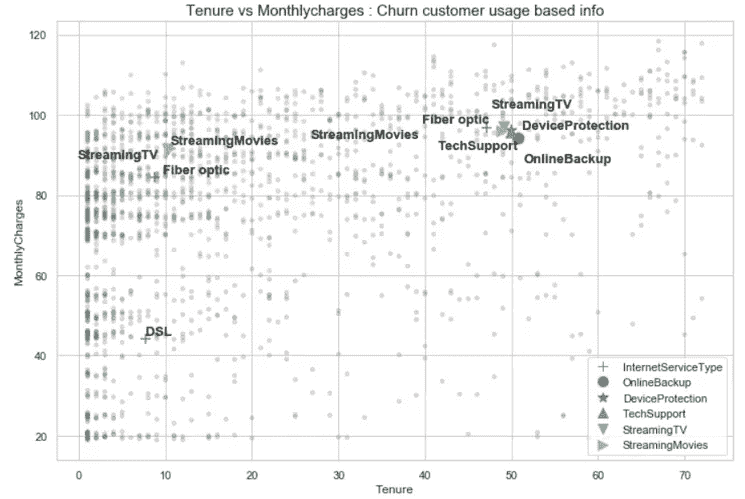 Tenure vs Monthlycharges : Churn customer usage based info
120
100
80
60
40
20
MonthlyCharges
StreamingTV
Fiber optic
DeviceProtection
StreamingMovies
StreamingMovies
TechSupport
StreamingTV
OnlineBackup
Fiber optic
DSL
InternetServiceType
OnlineBackup
DeviceProtection
TechSupport
StreamingTV
StreamingMovies
0 10 20 30 40 50 60 70
Tenure